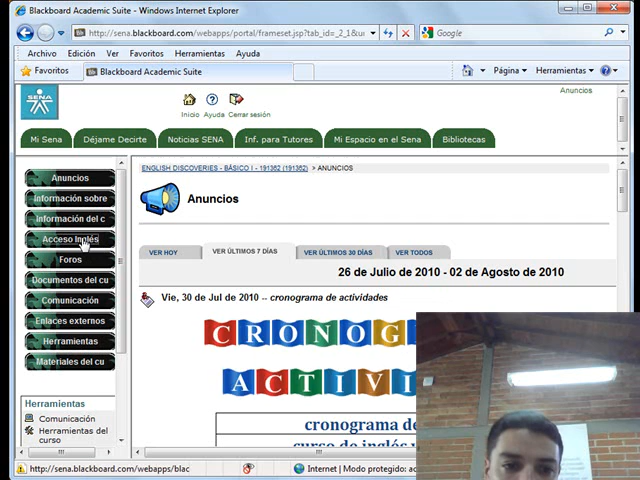 Blackboard Academic Suite - Windows Internet Explorer
http://sena.blackboard.com/webapps/portal/frameset.jsp?tab_id=_2_1&u
Google
Archivo Edición Ver Favoritos Herramientas Ayuda
Favoritos Blackboard Academic Suite Página Herramientas
SENA
Inicio Ayuda Cerrar sesión
Anuncios
Mi Sena Déjame Decirte Noticias SENA Inf. para Tutores Mi Espacio en el Sena Bibliotecas
Anuncios
Información sobre
Información del c
Acceso Inglés
Foros
Documentos del cu
Comunicación
Enlaces externos
Herramientas
Materiales del cu
Herramientas
Comunicación
Herramientas del
curso
ENGLISH DISCOVERIES - BÁSICO I - 191362 (191362) > ANUNCIOS
Anuncios
VER HOY VER ÚLTIMOS 7 DÍAS VER ÚLTIMOS 30 DÍAS VER TODOS
26 de Julio de 2010 - 02 de Agosto de 2010
Vie, 30 de Jul de 2010 -- cronograma de actividades
CRONOG
ACTIVI
cronograma de
curso de inglés v
http://sena.blackboard.com/webapps/blac
Internet | Modo protegido: ac